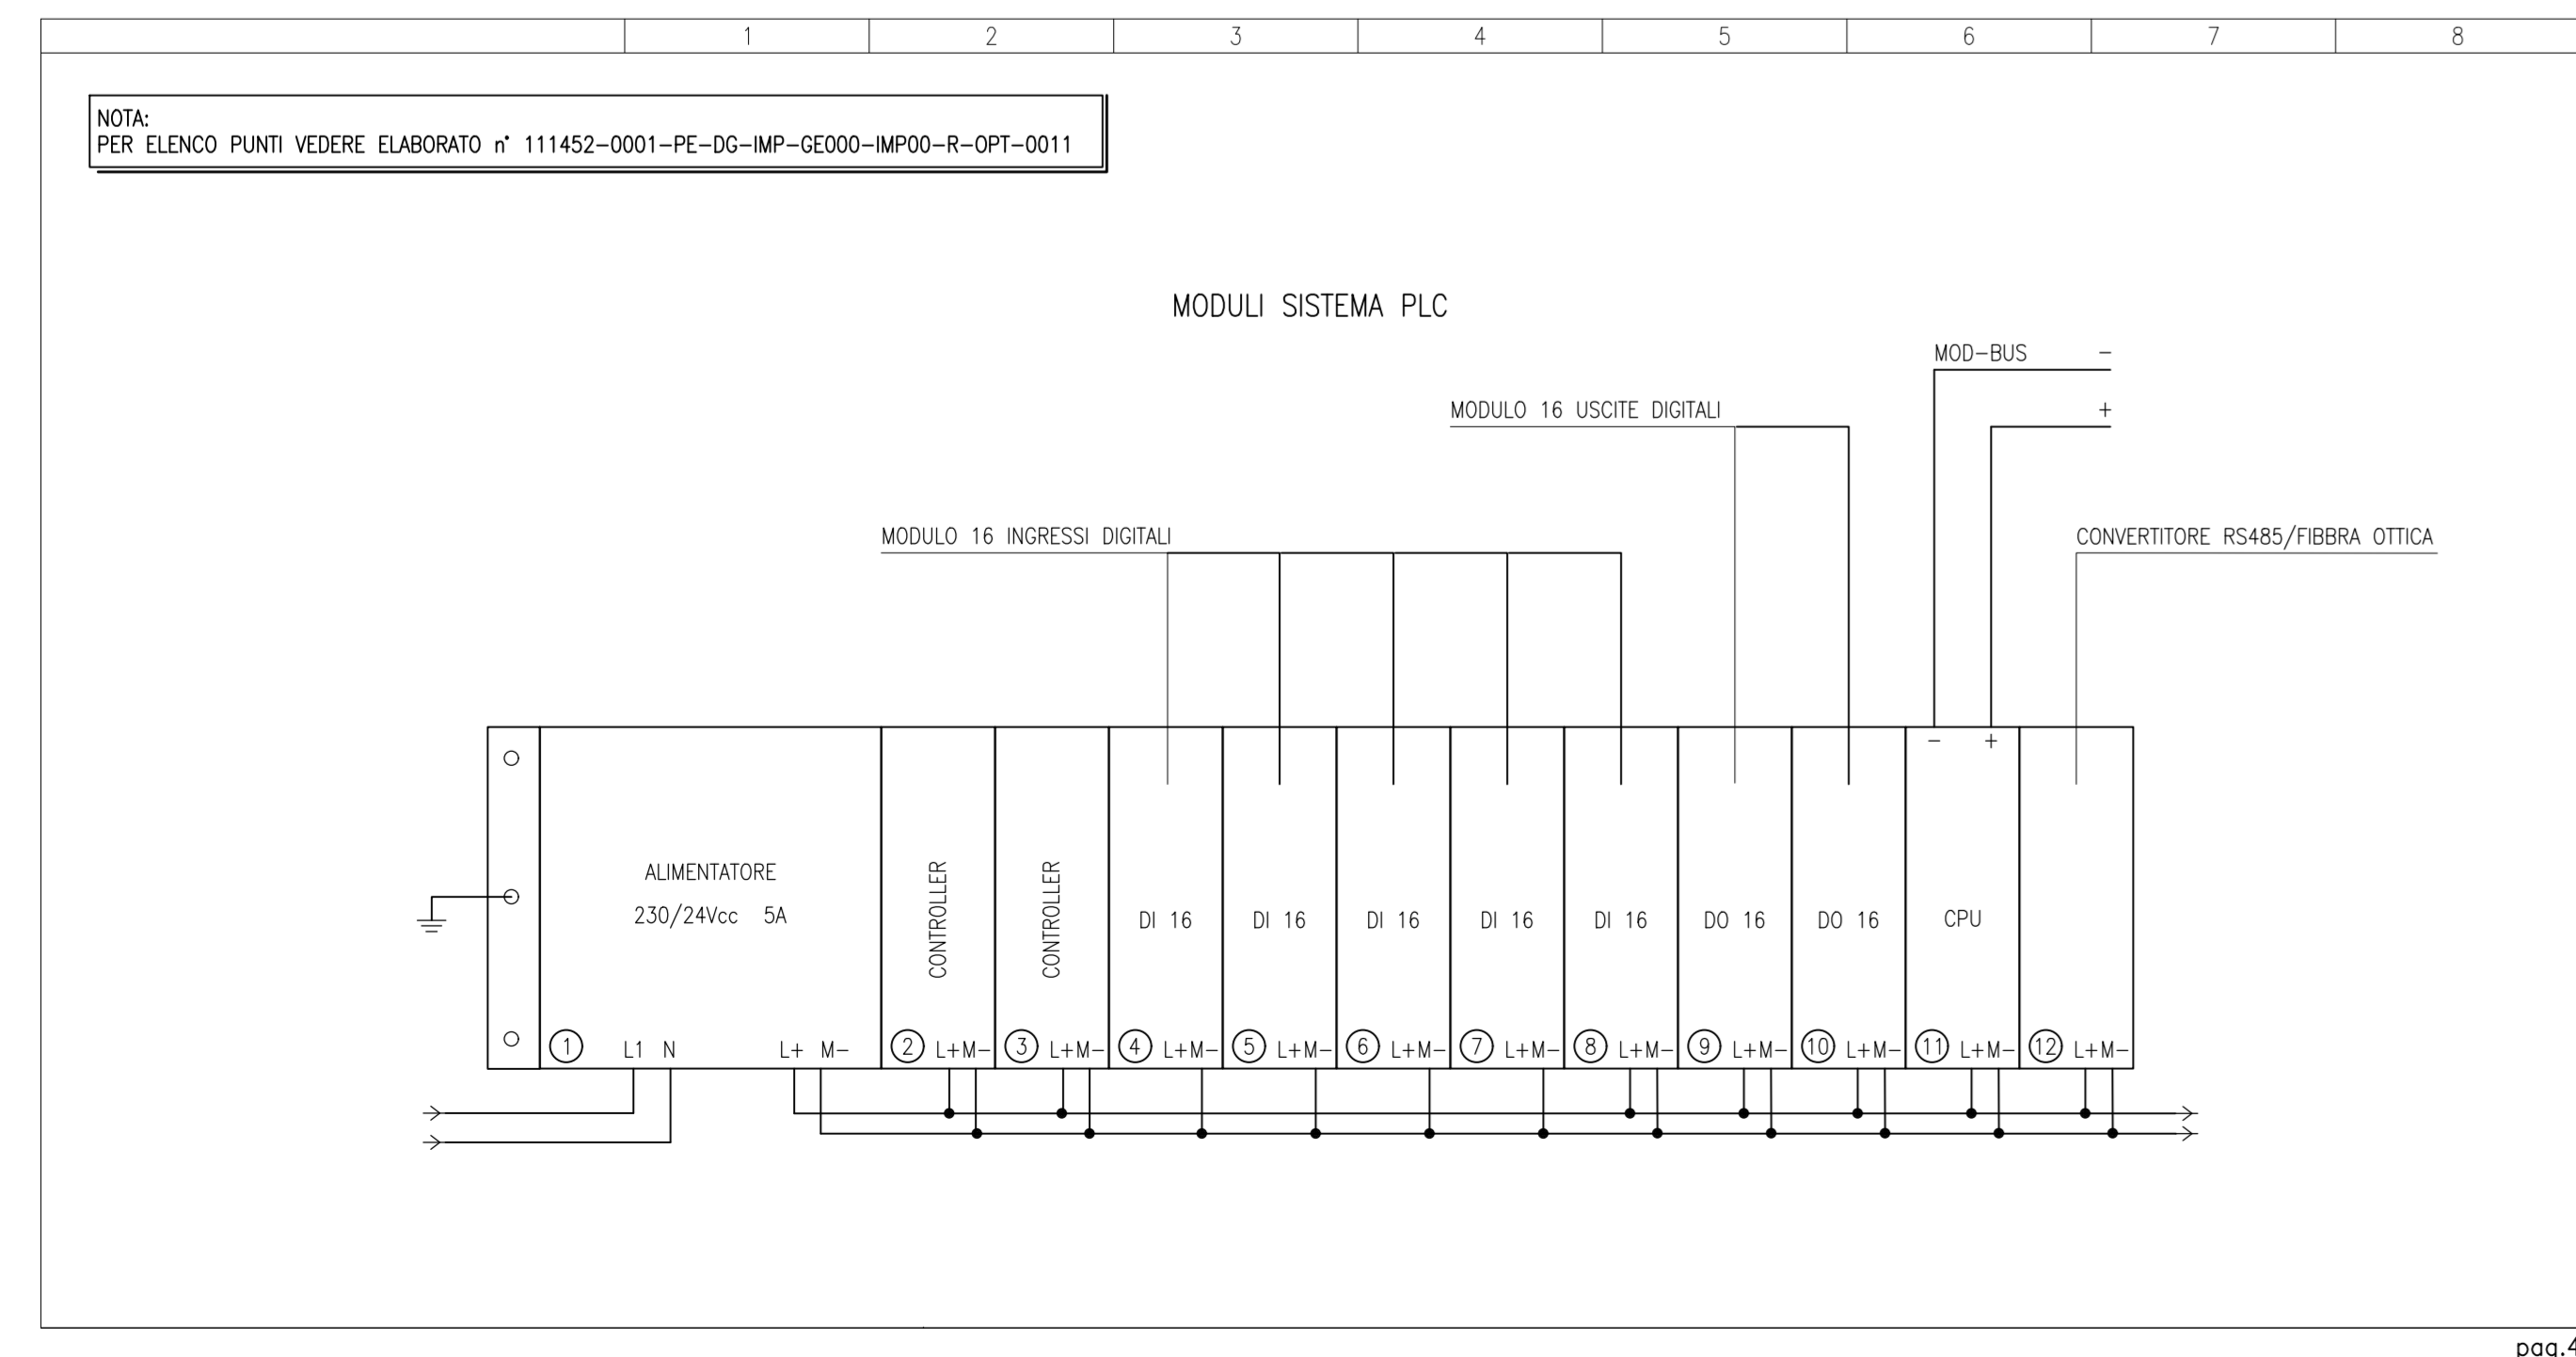 1 2 3 4 5 6 7 8
NOTA:
PER ELENCO PUNTI VEDERE ELABORATO n° 111452-0001-PE-DG-IMP-GE000-IMP00-R-OPT-0011
MODULI SISTEMA PLC
MOD-BUS -
MODULO 16 USCITE DIGITALI +
MODULO 16 INGRESSI DIGITALI CONVERTITORE RS485/FIBBRA OTTICA
- +
ALIMENTATORE
230/24Vcc 5A
CONTROLLER
CONTROLLER
DI 16 DI 16 DI 16 DI 16 DI 16 DO 16 DO 16 CPU
1 L1 N L+ M- 2 L+M- 3 L+M- 4 L+M- 5 L+M- 6 L+M- 7 L+M- 8 L+M- 9 L+M- 10 L+M- 11 L+M- 12 L+M-
pag.4